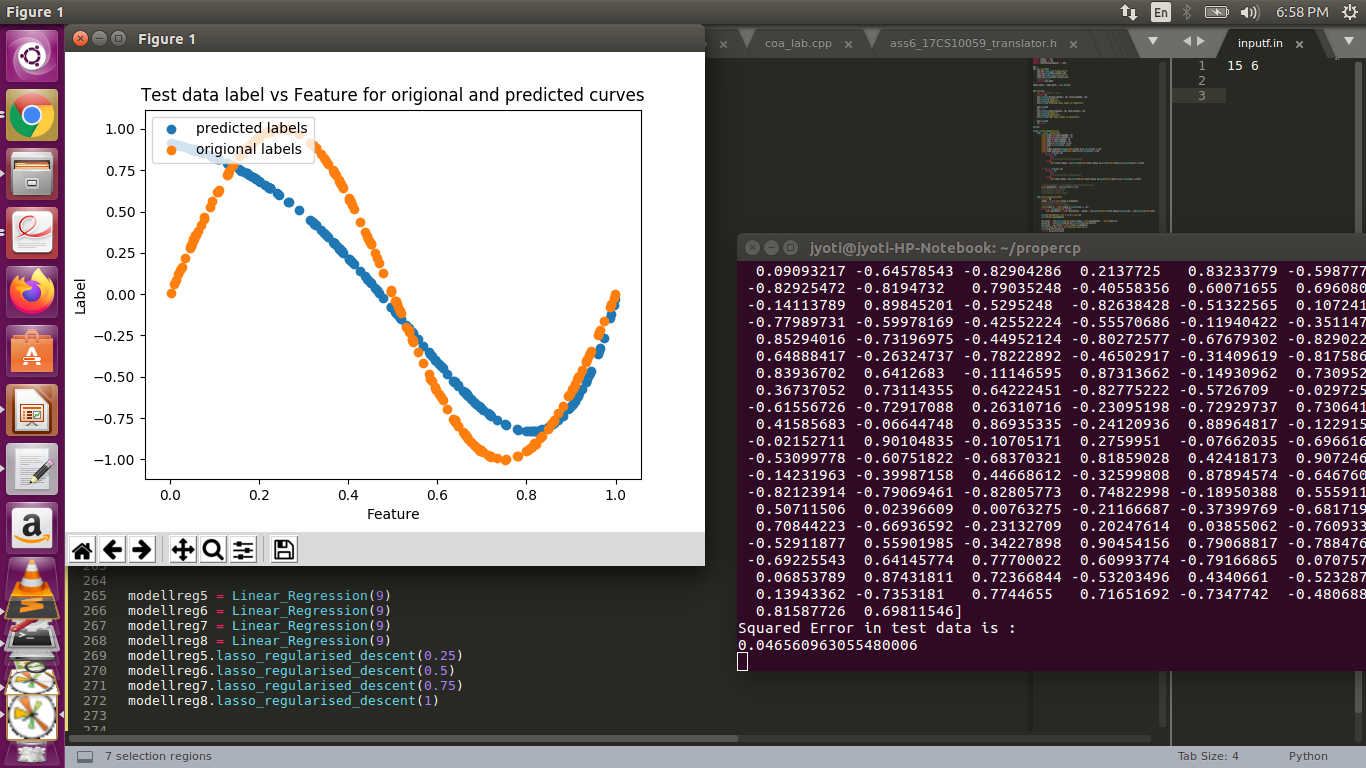 Figure 1
En
6:58 PM
Figure 1
coa_lab.cpp
ass6_17CS10059_translator.h
inputf.in
1 15 6
2
3
Test data label vs Feature for origional and predicted curves
predicted labels
origional labels
1.00
0.75
0.50
0.25
0.00
−0.25
−0.50
−0.75
−1.00
Label
0.0 0.2 0.4 0.6 0.8 1.0
Feature
jyoti@jyoti-HP-Notebook: ~/propercp
0.09093217 -0.64578543 -0.82904286 0.2137725 0.83233779 -0.598777
-0.82925472 -0.8194732 0.79035248 -0.40558356 0.60071655 0.696080
-0.14113789 0.89845201 -0.5295248 -0.82638428 -0.51322565 0.107241
-0.77989731 -0.59978169 -0.42552224 -0.55570686 -0.11940422 -0.351147
0.85294016 -0.73196975 -0.44952124 -0.80272577 -0.67679302 -0.829022
0.64888417 -0.26324737 -0.78222892 -0.46502917 -0.31409619 -0.817586
0.83936702 0.6412683 -0.11146595 0.87313662 -0.14930962 0.730952
0.36737052 0.73114355 0.64222451 -0.82775222 -0.5726709 -0.029725
-0.61556726 -0.72917088 0.26310716 -0.23095198 -0.72929737 0.730641
0.41585683 -0.06644748 0.86935335 -0.24120936 0.88964817 -0.122915
-0.02152711 0.90104835 -0.10705171 0.2759951 -0.07662035 -0.696616
-0.53099778 -0.60751822 -0.68370321 0.81859028 0.42418173 0.907246
-0.14231963 -0.39987158 0.44668612 -0.32599808 0.87894574 -0.646760
-0.82123914 -0.79069461 -0.82805773 0.74822998 -0.18950388 0.555911
0.50711506 0.02396609 0.00763275 -0.21166687 -0.37399769 -0.681719
0.70844223 -0.66936592 -0.23132709 0.20247614 0.03855062 -0.760933
-0.52911877 0.55901985 -0.34227898 0.90454156 0.79068817 -0.788476
-0.69225543 0.64145774 0.77700022 0.60993774 -0.79166865 0.070757
0.06853789 0.87431811 0.72366844 -0.53203496 0.4340661 -0.523287
0.13943362 -0.7353181 0.7744655 0.71651692 -0.7347742 -0.480688
0.81587726 0.69811546]
Squared Error in test data is :
0.046560963055480006
264
265 modellreg5 = Linear_Regression(9)
266 modellreg6 = Linear_Regression(9)
267 modellreg7 = Linear_Regression(9)
268 modellreg8 = Linear_Regression(9)
269 modellreg5.lasso_regularised_descent(0.25)
270 modellreg6.lasso_regularised_descent(0.5)
271 modellreg7.lasso_regularised_descent(0.75)
272 modellreg8.lasso_regularised_descent(1)
273
274
7 selection regions
Tab Size: 4
Python